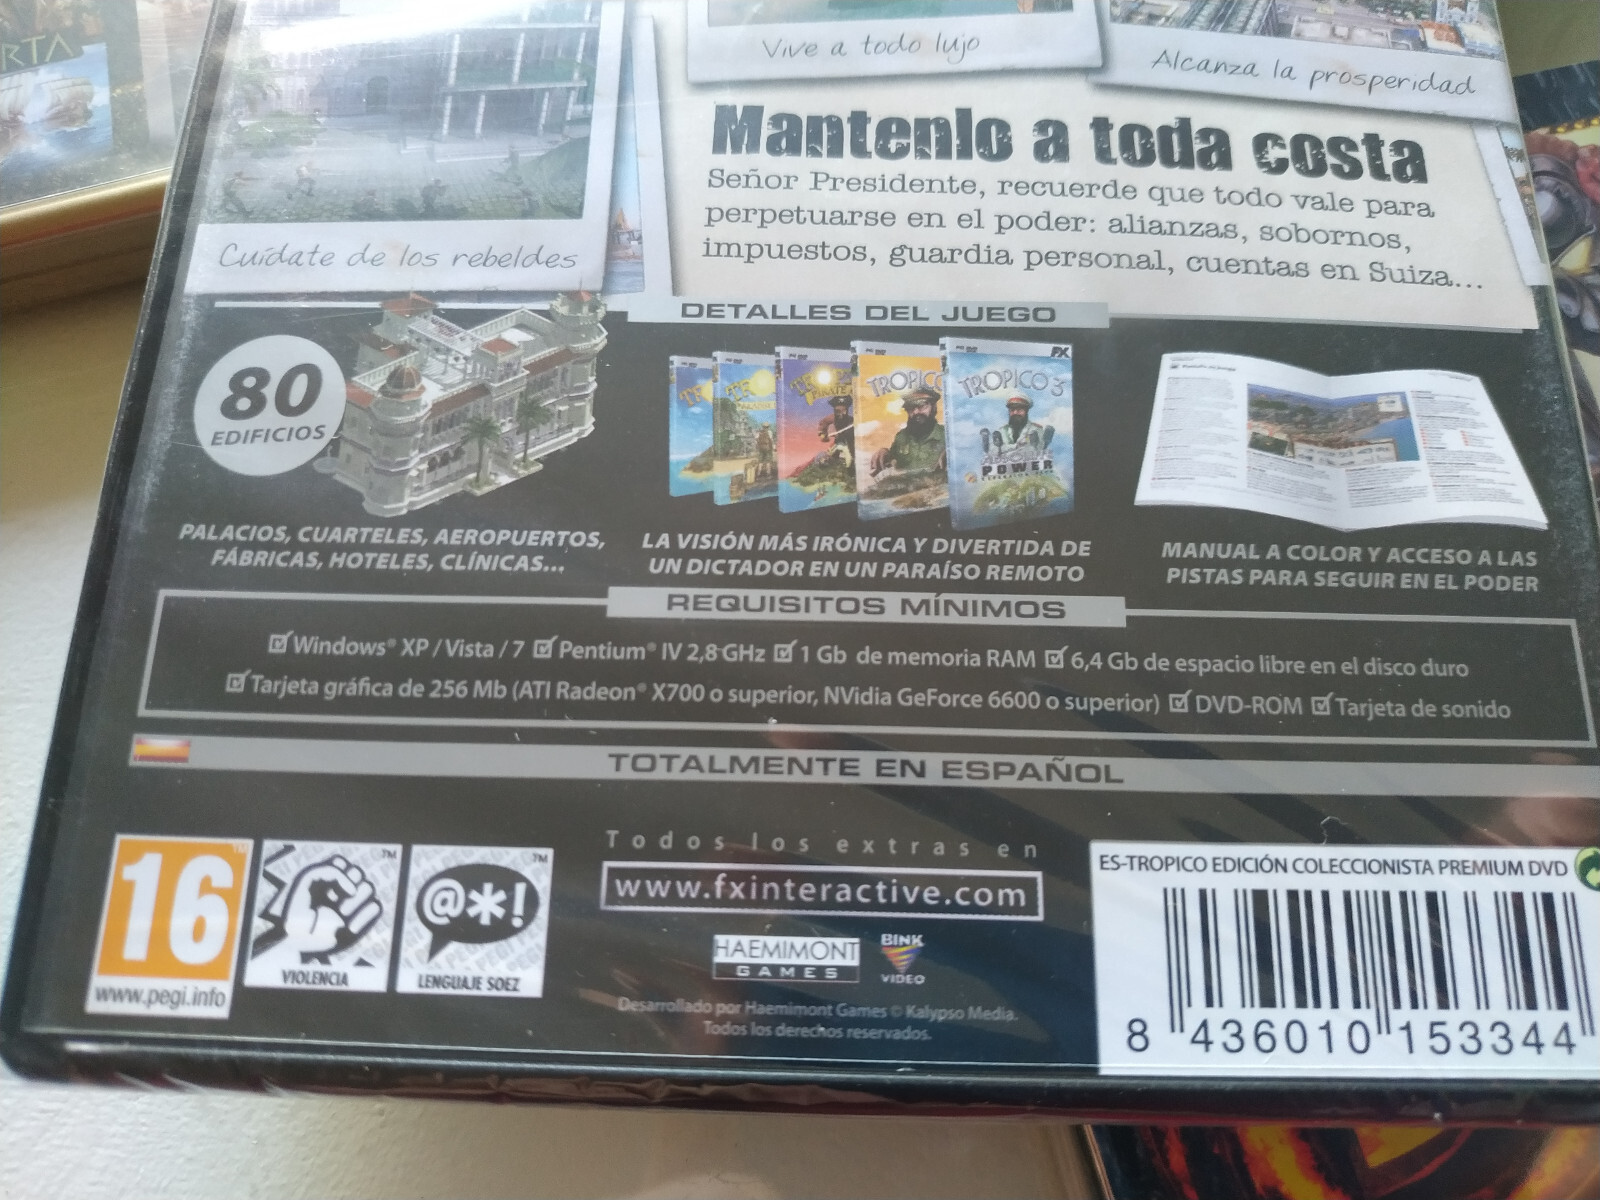 RTA
Vive a todo lujo
Alcanza la prosperidad
Mantenlo a toda costa
Señor Presidente, recuerde que todo vale para
perpetuarse en el poder: alianzas, sobornos,
impuestos, guardia personal, cuentas en Suiza...
Cuídate de los rebeldes
DETALLES DEL JUEGO
80
EDIFICIOS
TROPICO
TROPICO 3
FX
POWER
PALACIOS, CUARTELES, AEROPUERTOS,
FÁBRICAS, HOTELES, CLÍNICAS...
LA VISIÓN MÁS IRÓNICA Y DIVERTIDA DE
UN DICTADOR EN UN PARAÍSO REMOTO
MANUAL A COLOR Y ACCESO A LAS
PISTAS PARA SEGUIR EN EL PODER
REQUISITOS MÍNIMOS
Windows® XP / Vista / 7 Pentium® IV 2,8 GHz 1 Gb de memoria RAM 6,4 Gb de espacio libre en el disco duro
Tarjeta gráfica de 256 Mb (ATI Radeon® X700 o superior, NVidia GeForce 6600 o superior) DVD-ROM Tarjeta de sonido
TOTALMENTE EN ESPAÑOL
16
www.pegi.info
VIOLENCIA
@*!
LENGUAJE SOEZ
Todos los extras en
www.fxinteractive.com
HAEMIMONT
GAMES
BINK
VIDEO
Desarrollado por Haemimont Games © Kalypso Media.
Todos los derechos reservados.
ES-TROPICO EDICIÓN COLECCIONISTA PREMIUM DVD
8 436010 153344